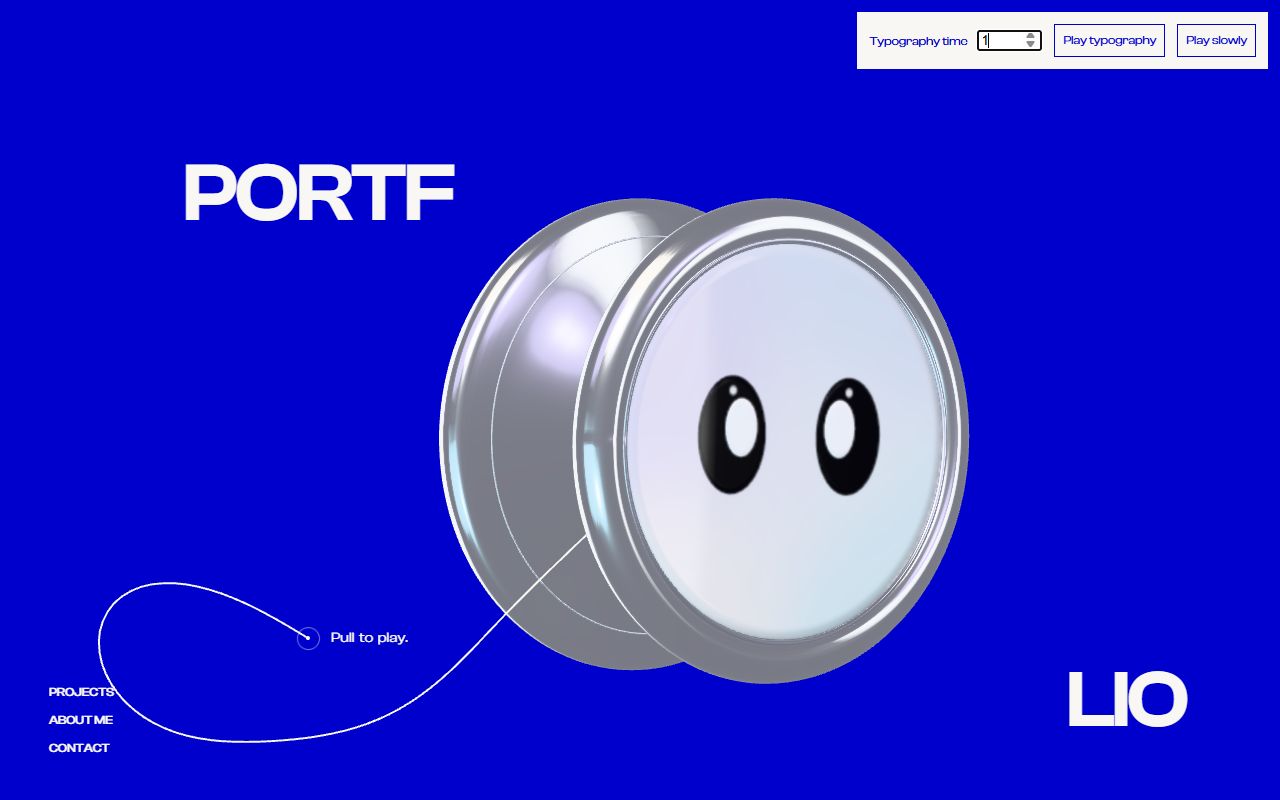 Typography time 1 Play typography Play slowly
PORTF
Pull to play.
PROJECTS
ABOUT ME
CONTACT
LIO